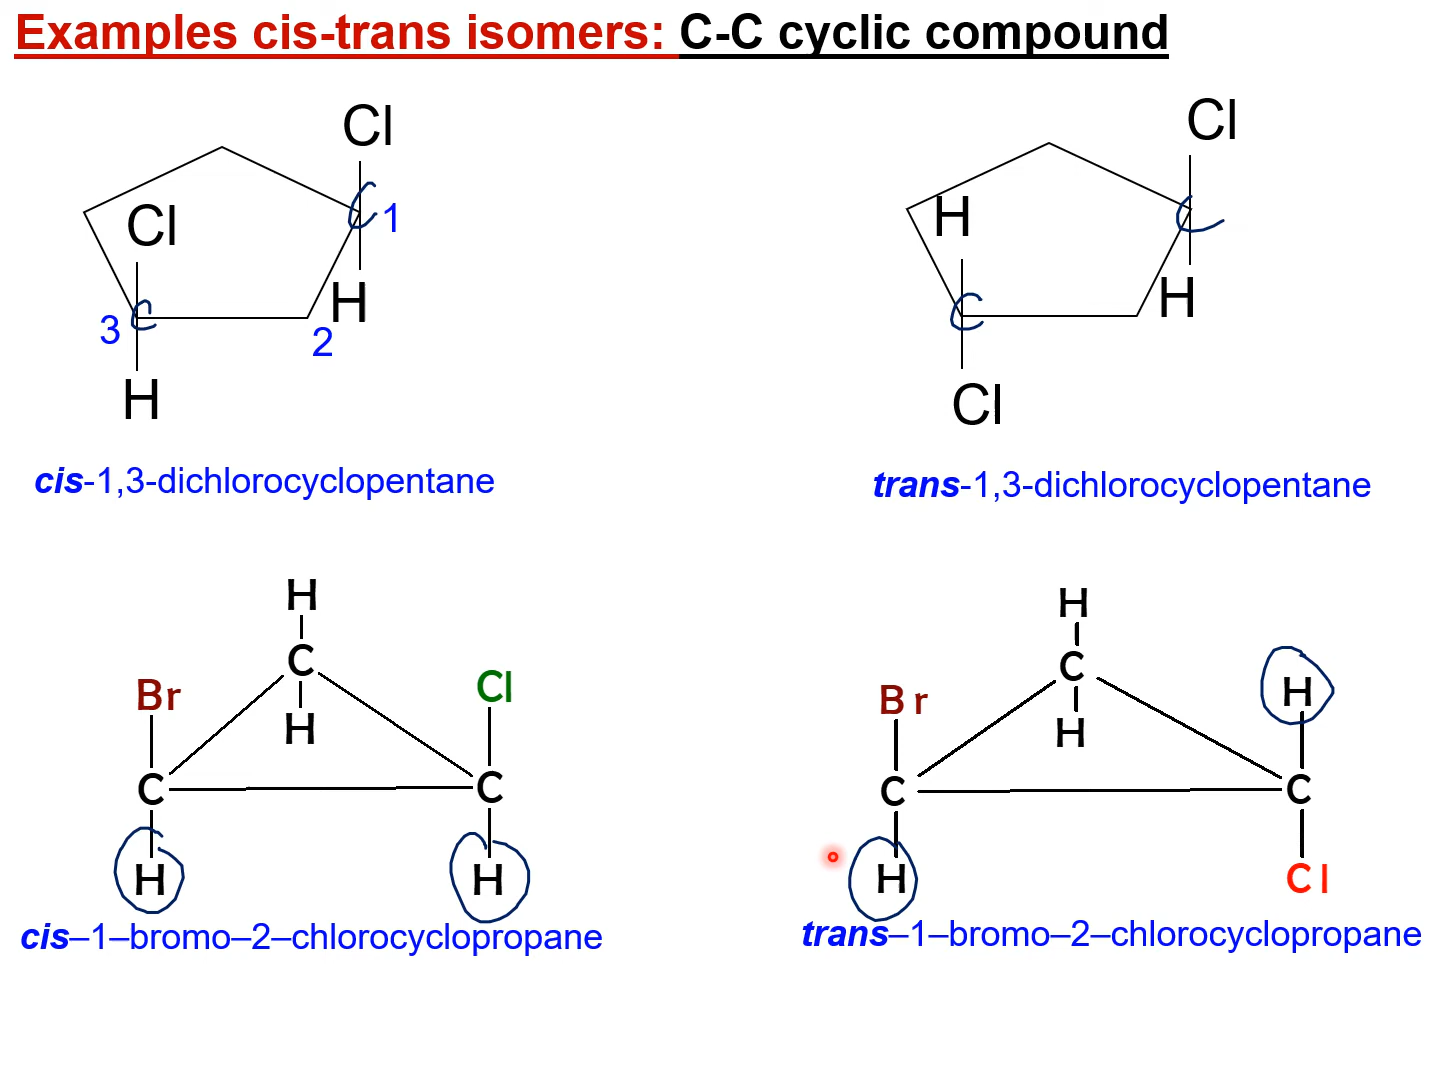 Examples cis-trans isomers: C-C cyclic compound
Cl
Cl
1
H
3
2
H
cis-1,3-dichlorocyclopentane
Cl
H
H
Cl
trans-1,3-dichlorocyclopentane
H
C
H
Br
Cl
C
C
H
H
cis–1–bromo–2–chlorocyclopropane
H
C
H
Br
H
C
C
H
Cl
trans–1–bromo–2–chlorocyclopropane